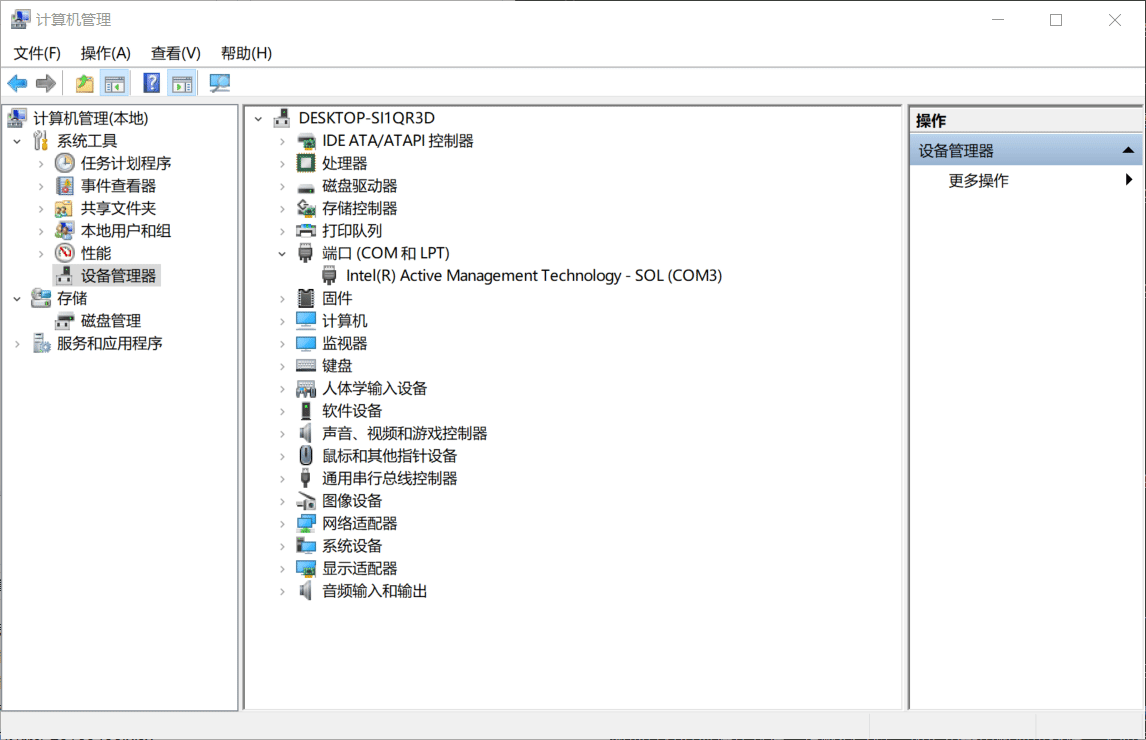 计算机管理
文件(F) 操作(A) 查看(V) 帮助(H)
计算机管理(本地)
系统工具
任务计划程序
事件查看器
共享文件夹
本地用户和组
性能
设备管理器
存储
磁盘管理
服务和应用程序
DESKTOP-SI1QR3D
IDE ATA/ATAPI 控制器
处理器
磁盘驱动器
存储控制器
打印队列
端口 (COM 和 LPT)
Intel(R) Active Management Technology - SOL (COM3)
固件
计算机
监视器
键盘
人体学输入设备
软件设备
声音、视频和游戏控制器
鼠标和其他指针设备
通用串行总线控制器
图像设备
网络适配器
系统设备
显示适配器
音频输入和输出
操作
设备管理器
更多操作